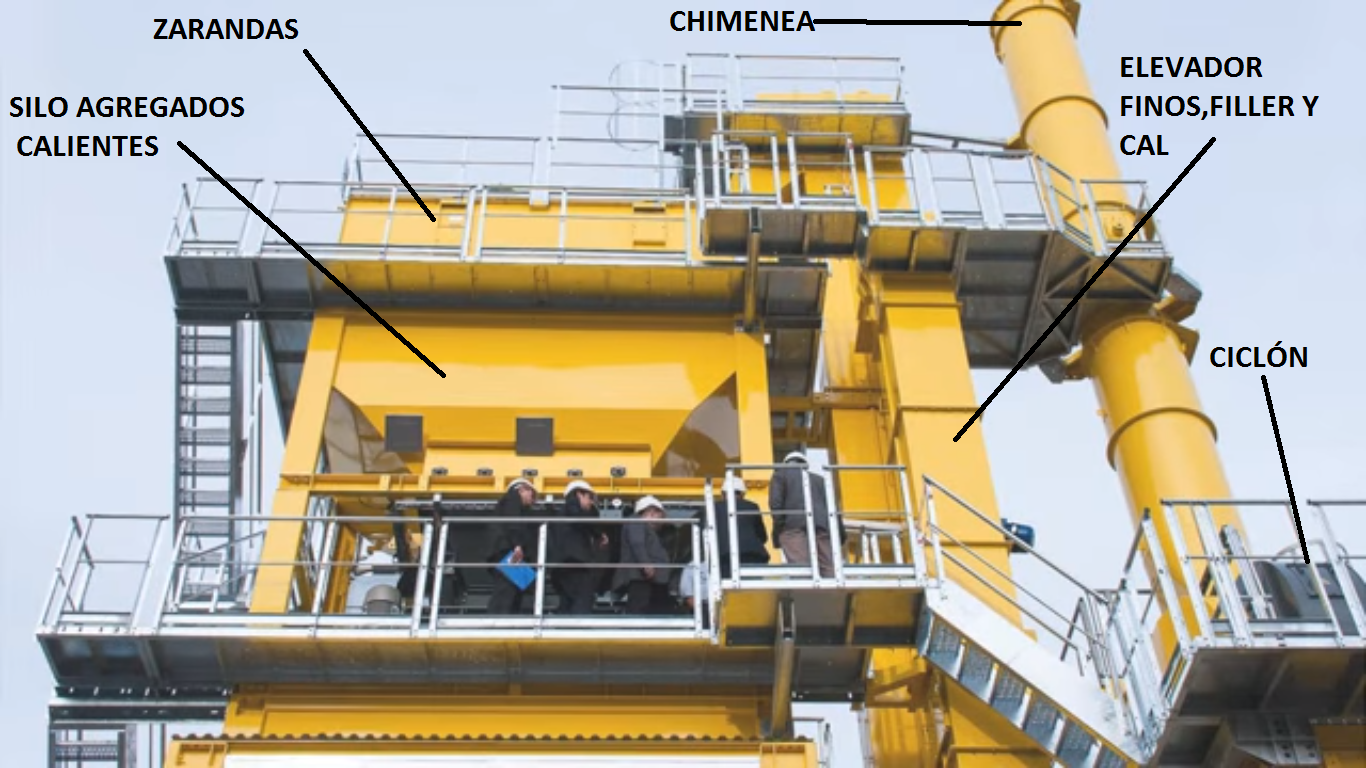 ZARANDAS
CHIMENEA
SILO AGREGADOS
CALIENTES
ELEVADOR
FINOS,FILLER Y
CAL
CICLÓN